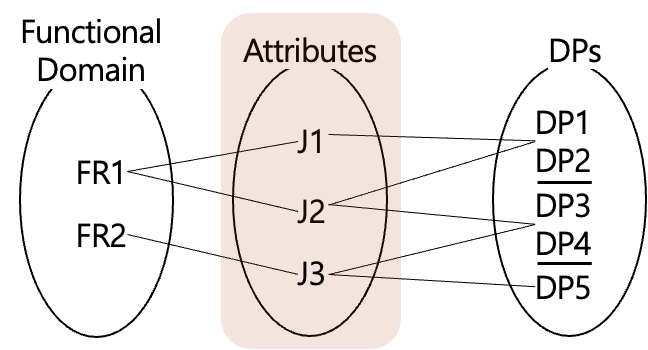 Functional
Domain
Attributes
DPs
FR1
FR2
J1
J2
J3
DP1
DP2
DP3
DP4
DP5